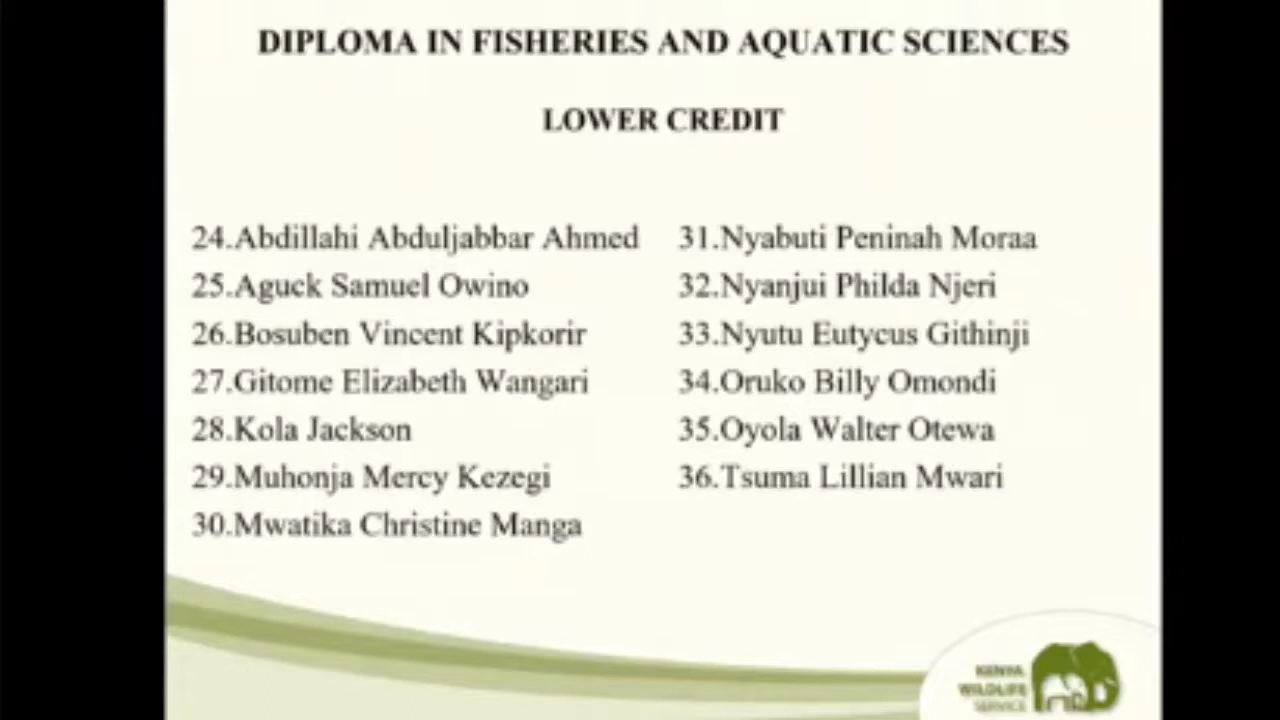 DIPLOMA IN FISHERIES AND AQUATIC SCIENCES
LOWER CREDIT
24.Abdillahi Abduljabbar Ahmed
25.Aguck Samuel Owino
26.Bosuben Vincent Kipkorir
27.Gitome Elizabeth Wangari
28.Kola Jackson
29.Muhonja Mercy Kezegi
30.Mwatika Christine Manga
31.Nyabuti Peninah Moraa
32.Nyanjui Philda Njeri
33.Nyutu Eutycus Githinji
34.Oruko Billy Omondi
35.Oyola Walter Otewa
36.Tsuma Lillian Mwari
KENYA
WILDLIFE
SERVICE